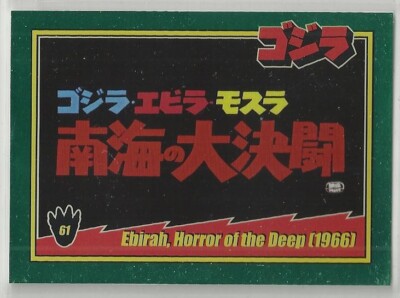 ゴジラ
ゴジラ・エビラ・モスラ
南海の大決闘
61
Ebirah, Horror of the Deep (1966)